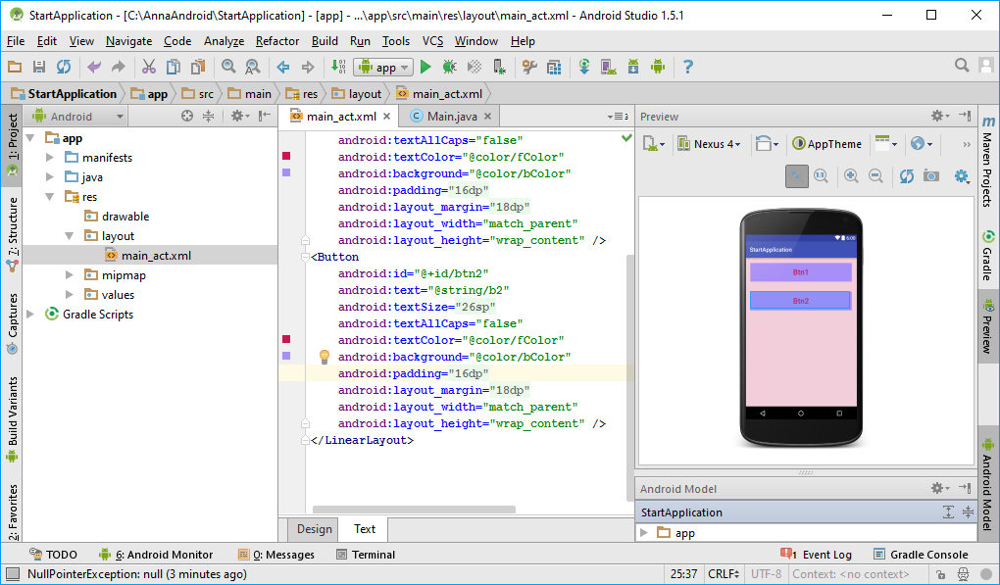 StartApplication - [C:\AnnaAndroid\StartApplication] - [app] - ...\app\src\main\res\layout\main_act.xml - Android Studio 1.5.1
File Edit View Navigate Code Analyze Refactor Build Run Tools VCS Window Help
app
StartApplication app src main res layout main_act.xml
Android
main_act.xml Main.java
3
Preview
1: Project
7: Structure
Captures
Build Variants
2: Favorites
app
manifests
java
res
drawable
layout
main_act.xml
mipmap
values
Gradle Scripts
android:textAllCaps="false"
android:textColor="@color/fColor"
android:background="@color/bColor"
android:padding="16dp"
android:layout_margin="18dp"
android:layout_width="match_parent"
android:layout_height="wrap_content" />
<Button
android:id="@+id/btn2"
android:text="@string/b2"
android:textSize="26sp"
android:textAllCaps="false"
android:textColor="@color/fColor"
android:background="@color/bColor"
android:padding="16dp"
android:layout_margin="18dp"
android:layout_width="match_parent"
android:layout_height="wrap_content" />
</LinearLayout>
Design Text
Nexus 4 AppTheme
1:1
6:00
StartApplication
Btn1
Btn2
Android Model
StartApplication
app
m Maven Projects
Gradle
Preview
Android Model
TODO 6: Android Monitor 0: Messages Terminal 1 Event Log Gradle Console
NullPointerException: null (3 minutes ago) 25:37 CRLF UTF-8 Context: <no context>